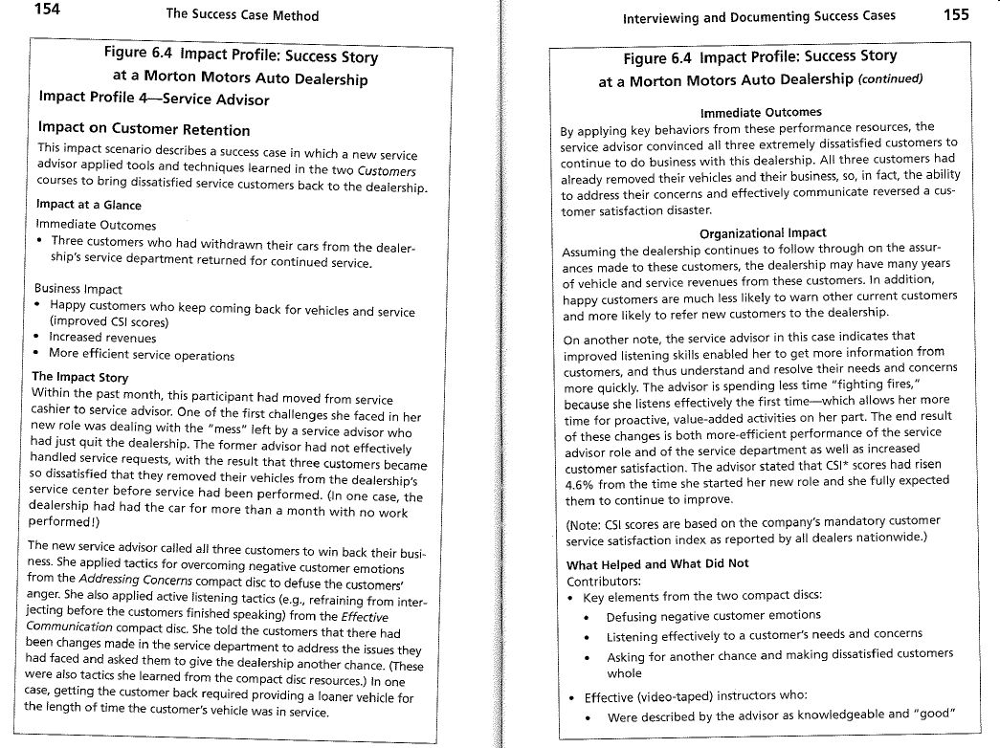 154
The Success Case Method
Figure 6.4 Impact Profile: Success Story
at a Morton Motors Auto Dealership
Impact Profile 4—Service Advisor
Impact on Customer Retention
This impact scenario describes a success case in which a new service
advisor applied tools and techniques learned in the two Customers
courses to bring dissatisfied service customers back to the dealership.
Impact at a Glance
Immediate Outcomes
• Three customers who had withdrawn their cars from the dealer-
ship's service department returned for continued service.
Business Impact
• Happy customers who keep coming back for vehicles and service
(improved CSI scores)
• Increased revenues
• More efficient service operations
The Impact Story
Within the past month, this participant had moved from service
cashier to service advisor. One of the first challenges she faced in her
new role was dealing with the "mess" left by a service advisor who
had just quit the dealership. The former advisor had not effectively
handled service requests, with the result that three customers became
so dissatisfied that they removed their vehicles from the dealership's
service center before service had been performed. (In one case, the
dealership had had the car for more than a month with no work
performed!)
The new service advisor called all three customers to win back their busi-
ness. She applied tactics for overcoming negative customer emotions
from the Addressing Concerns compact disc to defuse the customers'
anger. She also applied active listening tactics (e.g., refraining from inter-
jecting before the customers finished speaking) from the Effective
Communication compact disc. She told the customers that there had
been changes made in the service department to address the issues they
had faced and asked them to give the dealership another chance. (These
were also tactics she learned from the compact disc resources.) In one
case, getting the customer back required providing a loaner vehicle for
the length of time the customer's vehicle was in service.
Interviewing and Documenting Success Cases
155
Figure 6.4 Impact Profile: Success Story
at a Morton Motors Auto Dealership (continued)
Immediate Outcomes
By applying key behaviors from these performance resources, the
service advisor convinced all three extremely dissatisfied customers to
continue to do business with this dealership. All three customers had
already removed their vehicles and their business, so, in fact, the ability
to address their concerns and effectively communicate reversed a cus-
tomer satisfaction disaster.
Organizational Impact
Assuming the dealership continues to follow through on the assur-
ances made to these customers, the dealership may have many years
of vehicle and service revenues from these customers. In addition,
happy customers are much less likely to warn other current customers
and more likely to refer new customers to the dealership.
On another note, the service advisor in this case indicates that
improved listening skills enabled her to get more information from
customers, and thus understand and resolve their needs and concerns
more quickly. The advisor is spending less time "fighting fires,"
because she listens effectively the first time—which allows her more
time for proactive, value-added activities on her part. The end result
of these changes is both more-efficient performance of the service
advisor role and of the service department as well as increased
customer satisfaction. The advisor stated that CSI* scores had risen
4.6% from the time she started her new role and she fully expected
them to continue to improve.
(Note: CSI scores are based on the company's mandatory customer
service satisfaction index as reported by all dealers nationwide.)
What Helped and What Did Not
Contributors:
• Key elements from the two compact discs:
• Defusing negative customer emotions
• Listening effectively to a customer's needs and concerns
• Asking for another chance and making dissatisfied customers
whole
• Effective (video-taped) instructors who:
• Were described by the advisor as knowledgeable and "good"